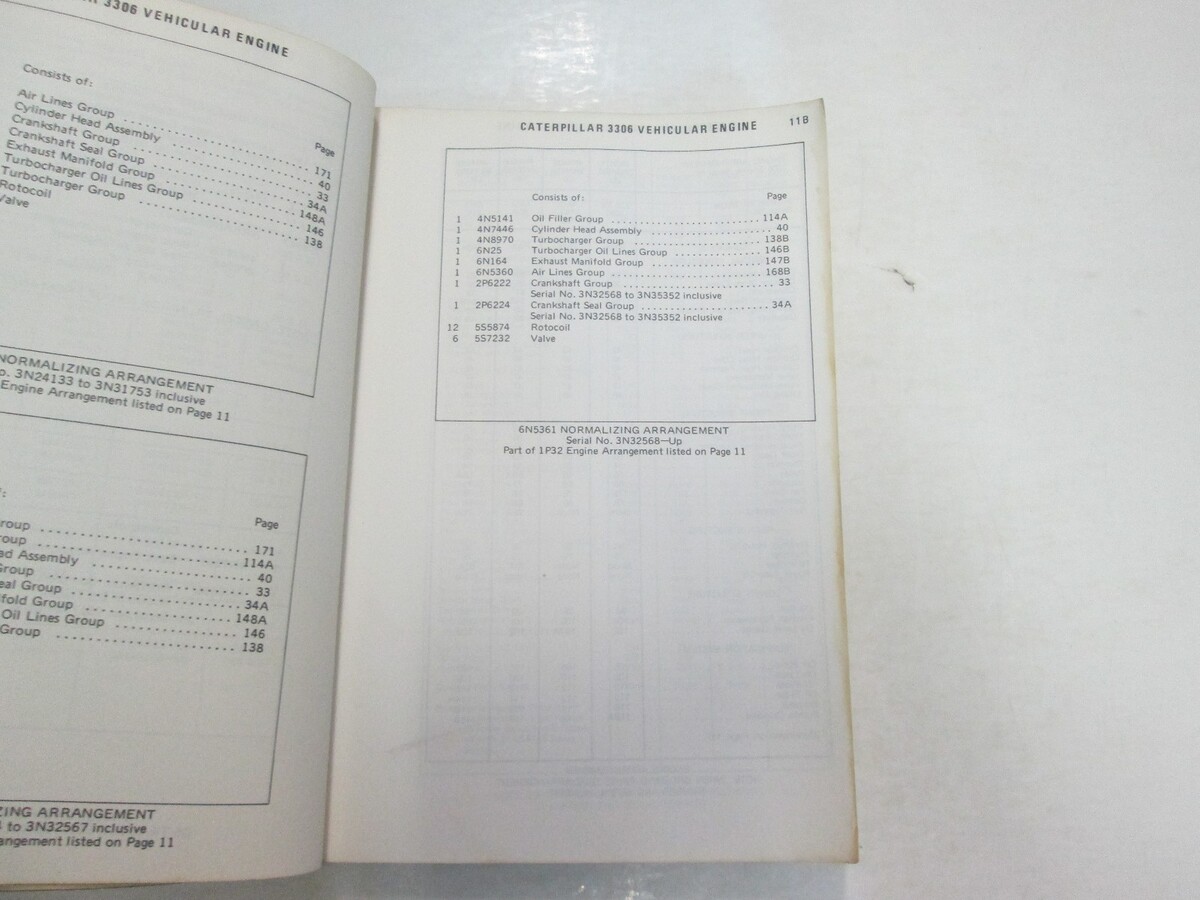 3306 VEHICULAR ENGINE
Consists of:
Page
Air Lines Group ........ 171
Cylinder Head Assembly ........ 40
Crankshaft Group ........ 33
Crankshaft Seal Group ........ 34A
Exhaust Manifold Group ........ 148A
Turbocharger Oil Lines Group ........ 146
Turbocharger Group ........ 138
Rotocoil
Valve
NORMALIZING ARRANGEMENT
3N24133 to 3N31753 inclusive
Engine Arrangement listed on Page 11
Page
........ 171
........ 114A
Assembly ........ 40
Group ........ 33
Group ........ 34A
Group ........ 148A
Oil Lines Group ........ 146
Group ........ 138
ARRANGEMENT
to 3N32567 inclusive
listed on Page 11
CATERPILLAR 3306 VEHICULAR ENGINE 11B
Consists of: Page
1 4N5141 Oil Filler Group ........ 114A
1 4N7446 Cylinder Head Assembly ........ 40
1 4N8970 Turbocharger Group ........ 138B
1 6N25 Turbocharger Oil Lines Group ........ 146B
1 6N164 Exhaust Manifold Group ........ 147B
1 6N5360 Air Lines Group ........ 168B
1 2P6222 Crankshaft Group ........ 33
Serial No. 3N32568 to 3N35352 inclusive
1 2P6224 Crankshaft Seal Group ........ 34A
Serial No. 3N32568 to 3N35352 inclusive
12 5S5874 Rotocoil
6 5S7232 Valve
6N5361 NORMALIZING ARRANGEMENT
Serial No. 3N32568—Up
Part of 1P32 Engine Arrangement listed on Page 11